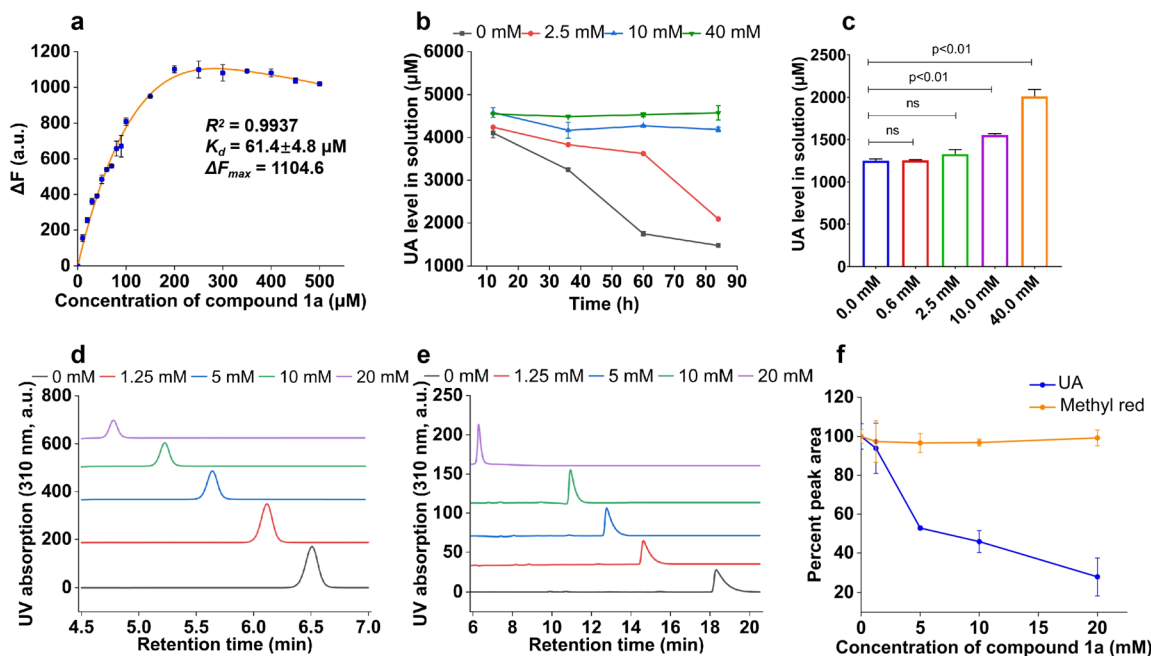 a
ΔF (a.u.)
1200
1000
800
600
400
200
0
R² = 0.9937
K_d = 61.4±4.8 µM
ΔF_max = 1104.6
0 100 200 300 400 500
Concentration of compound 1a (µM)
b
0 mM 2.5 mM 10 mM 40 mM
UA level in solution (µM)
6000
5000
4000
3000
2000
1000
0 10 20 30 40 50 60 70 80 90
Time (h)
c
UA level in solution (µM)
2500
2000
1500
1000
500
0
p<0.01
p<0.01
ns
ns
0.0 mM
0.6 mM
2.5 mM
10.0 mM
40.0 mM
d
0 mM 1.25 mM 5 mM 10 mM 20 mM
UV absorption (310 nm, a.u.)
800
600
400
200
0
4.5 5.0 5.5 6.0 6.5 7.0
Retention time (min)
e
0 mM 1.25 mM 5 mM 10 mM 20 mM
UV absorption (310 nm, a.u.)
250
200
150
100
50
0
6 8 10 12 14 16 18 20
Retention time (min)
f
UA
Methyl red
Percent peak area
120
100
80
60
40
20
0 5 10 15 20
Concentration of compound 1a (mM)